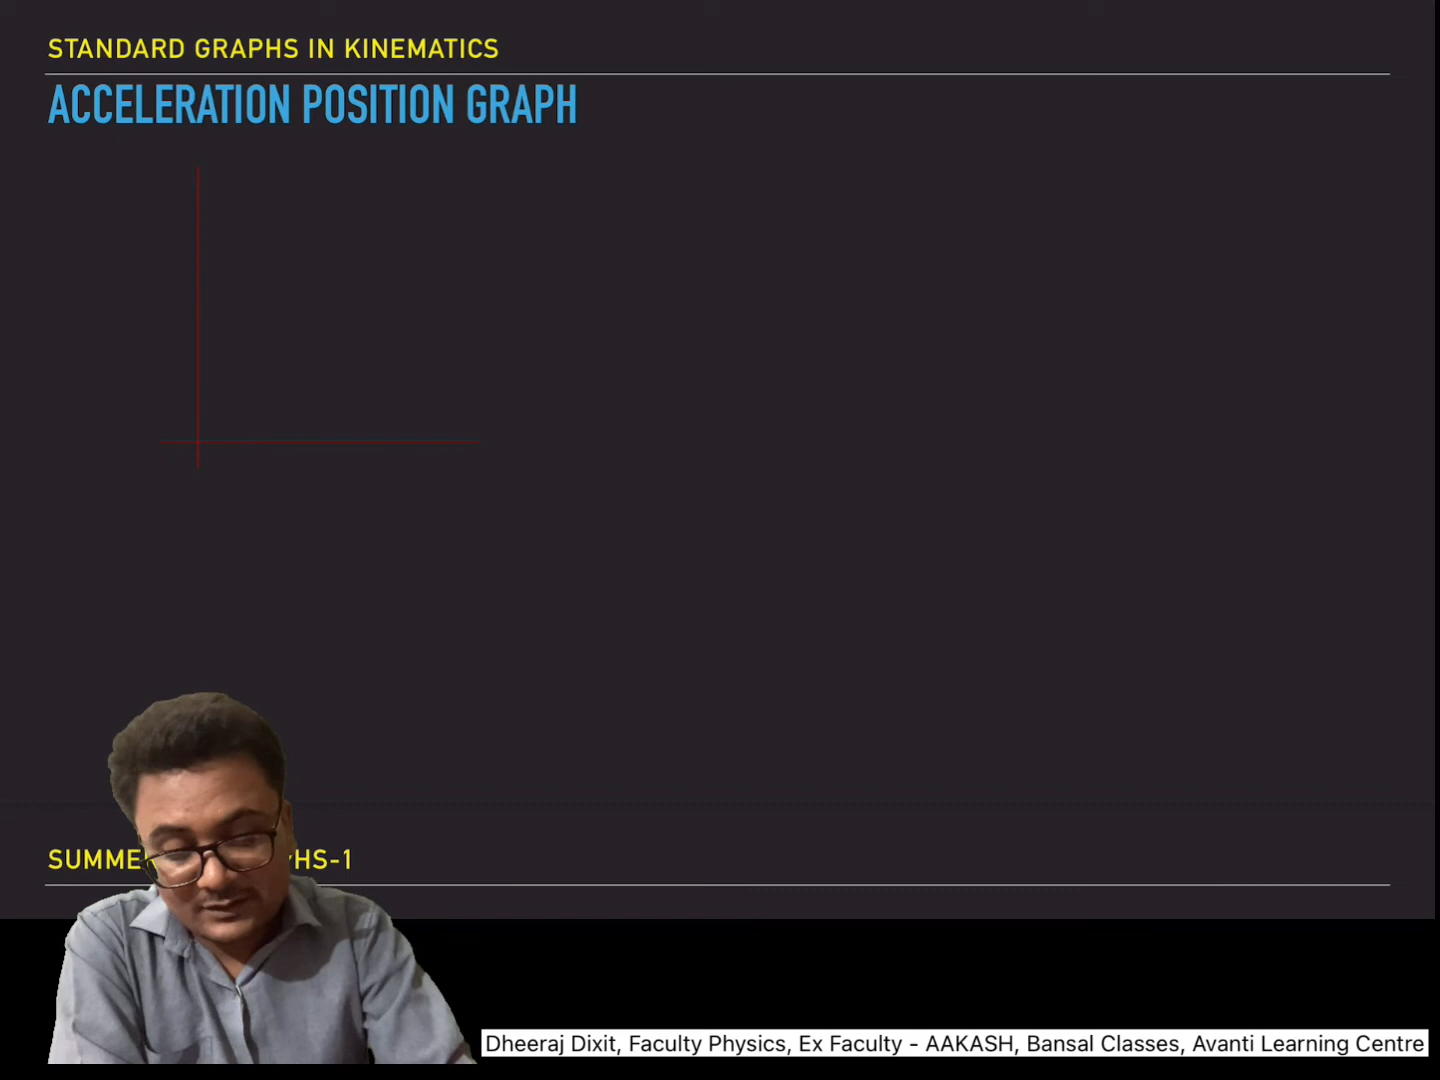 STANDARD GRAPHS IN KINEMATICS
ACCELERATION POSITION GRAPH
HS-1
Dheeraj Dixit, Faculty Physics, Ex Faculty - AAKASH, Bansal Classes, Avanti Learning Centre